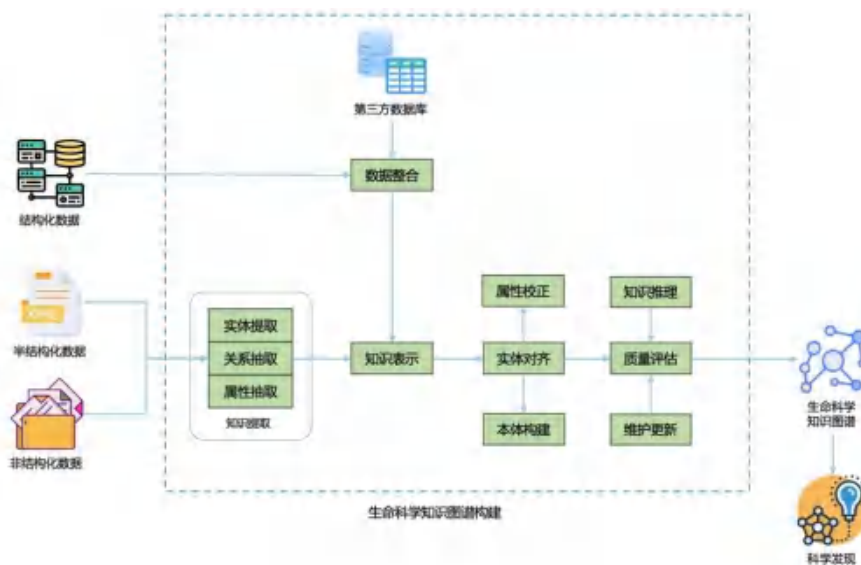 第三方数据库
数据整合
结构化数据
属性校正
知识推理
实体提取
半结构化数据
关系抽取
知识表示
实体对齐
质量评估
属性抽取
生命科学
知识图谱
知识提取
本体构建
维护更新
非结构化数据
生命科学知识图谱构建
科学发现